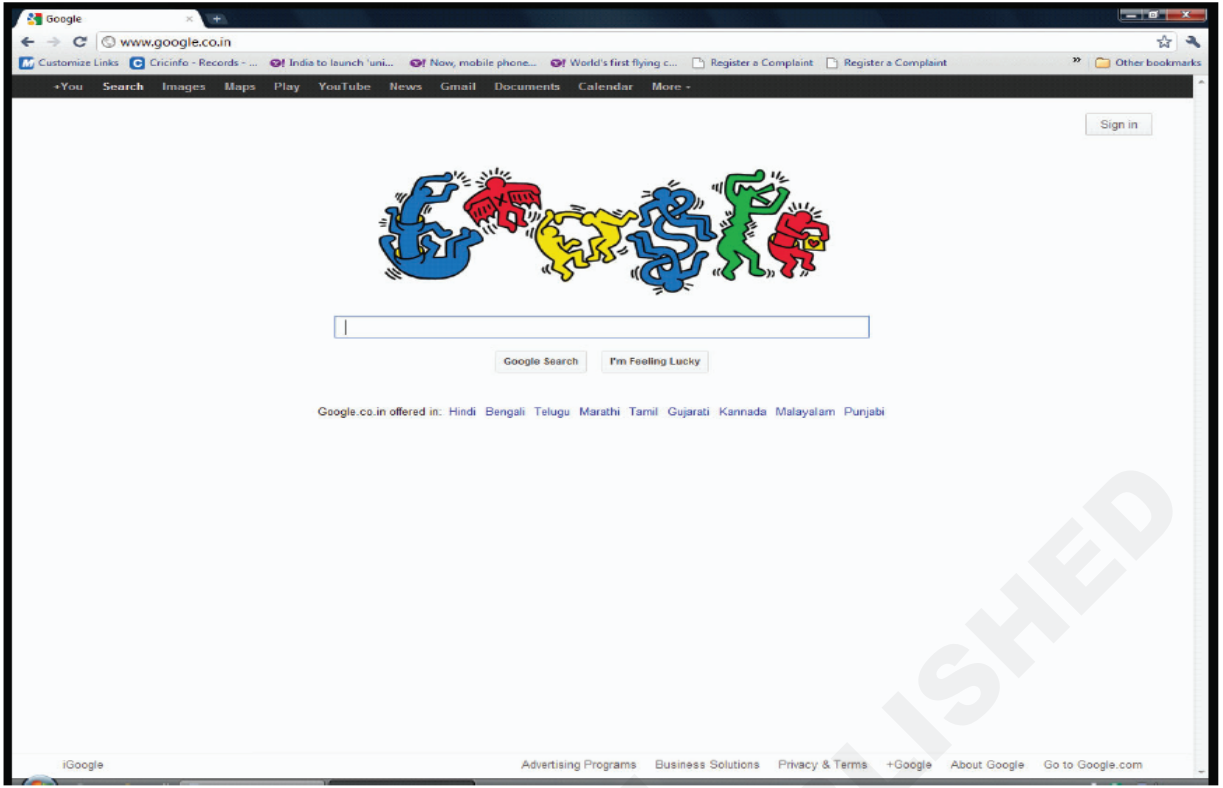 Google
www.google.co.in
Customize Links Cricinfo - Records - ... India to launch 'uni... Now, mobile phone... World's first flying c... Register a Complaint Register a Complaint » Other bookmarks
+You Search Images Maps Play YouTube News Gmail Documents Calendar More
Sign in
Google Search I'm Feeling Lucky
Google.co.in offered in: Hindi Bengali Telugu Marathi Tamil Gujarati Kannada Malayalam Punjabi
iGoogle Advertising Programs Business Solutions Privacy & Terms +Google About Google Go to Google.com